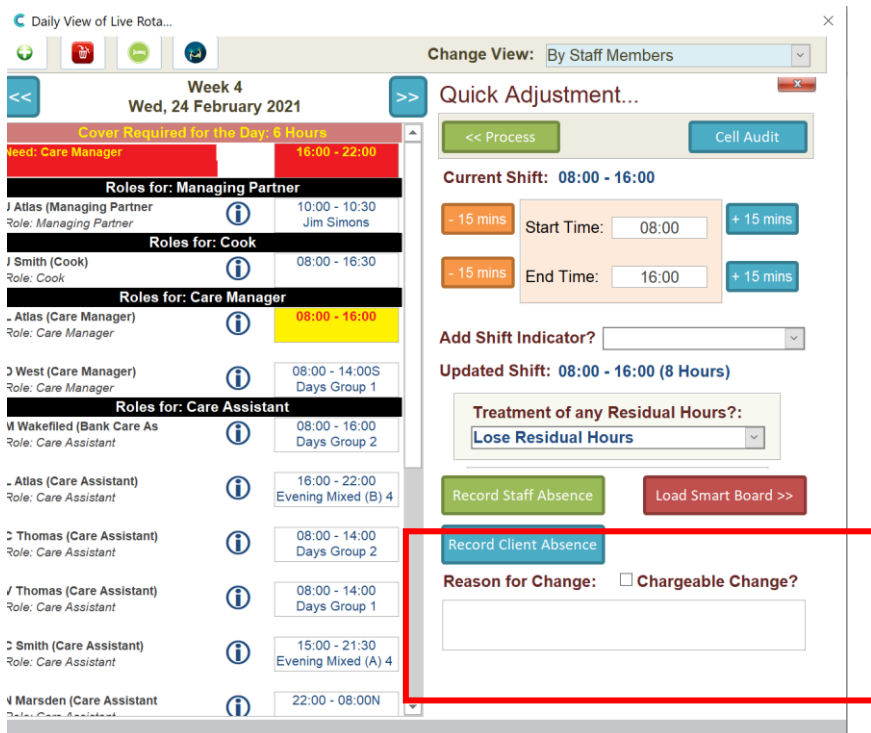 Daily View of Live Rota...
Change View: By Staff Members
<<
Week 4
Wed, 24 February 2021
>>
Cover Required for the Day: 6 Hours
Need: Care Manager
16:00 - 22:00
Roles for: Managing Partner
J Atlas (Managing Partner
Role: Managing Partner
10:00 - 10:30
Jim Simons
Roles for: Cook
J Smith (Cook)
Role: Cook
08:00 - 16:30
Roles for: Care Manager
L Atlas (Care Manager)
Role: Care Manager
08:00 - 16:00
D West (Care Manager)
Role: Care Manager
08:00 - 14:00S
Days Group 1
Roles for: Care Assistant
M Wakefiled (Bank Care As
Role: Care Assistant
08:00 - 16:00
Days Group 2
L Atlas (Care Assistant)
Role: Care Assistant
16:00 - 22:00
Evening Mixed (B) 4
C Thomas (Care Assistant)
Role: Care Assistant
08:00 - 14:00
Days Group 2
V Thomas (Care Assistant)
Role: Care Assistant
08:00 - 14:00
Days Group 1
C Smith (Care Assistant)
Role: Care Assistant
15:00 - 21:30
Evening Mixed (A) 4
N Marsden (Care Assistant
22:00 - 08:00N
Quick Adjustment...
<< Process
Cell Audit
Current Shift: 08:00 - 16:00
- 15 mins
Start Time: 08:00
+ 15 mins
- 15 mins
End Time: 16:00
+ 15 mins
Add Shift Indicator?
Updated Shift: 08:00 - 16:00 (8 Hours)
Treatment of any Residual Hours?:
Lose Residual Hours
Record Staff Absence
Load Smart Board >>
Record Client Absence
Reason for Change:
Chargeable Change?